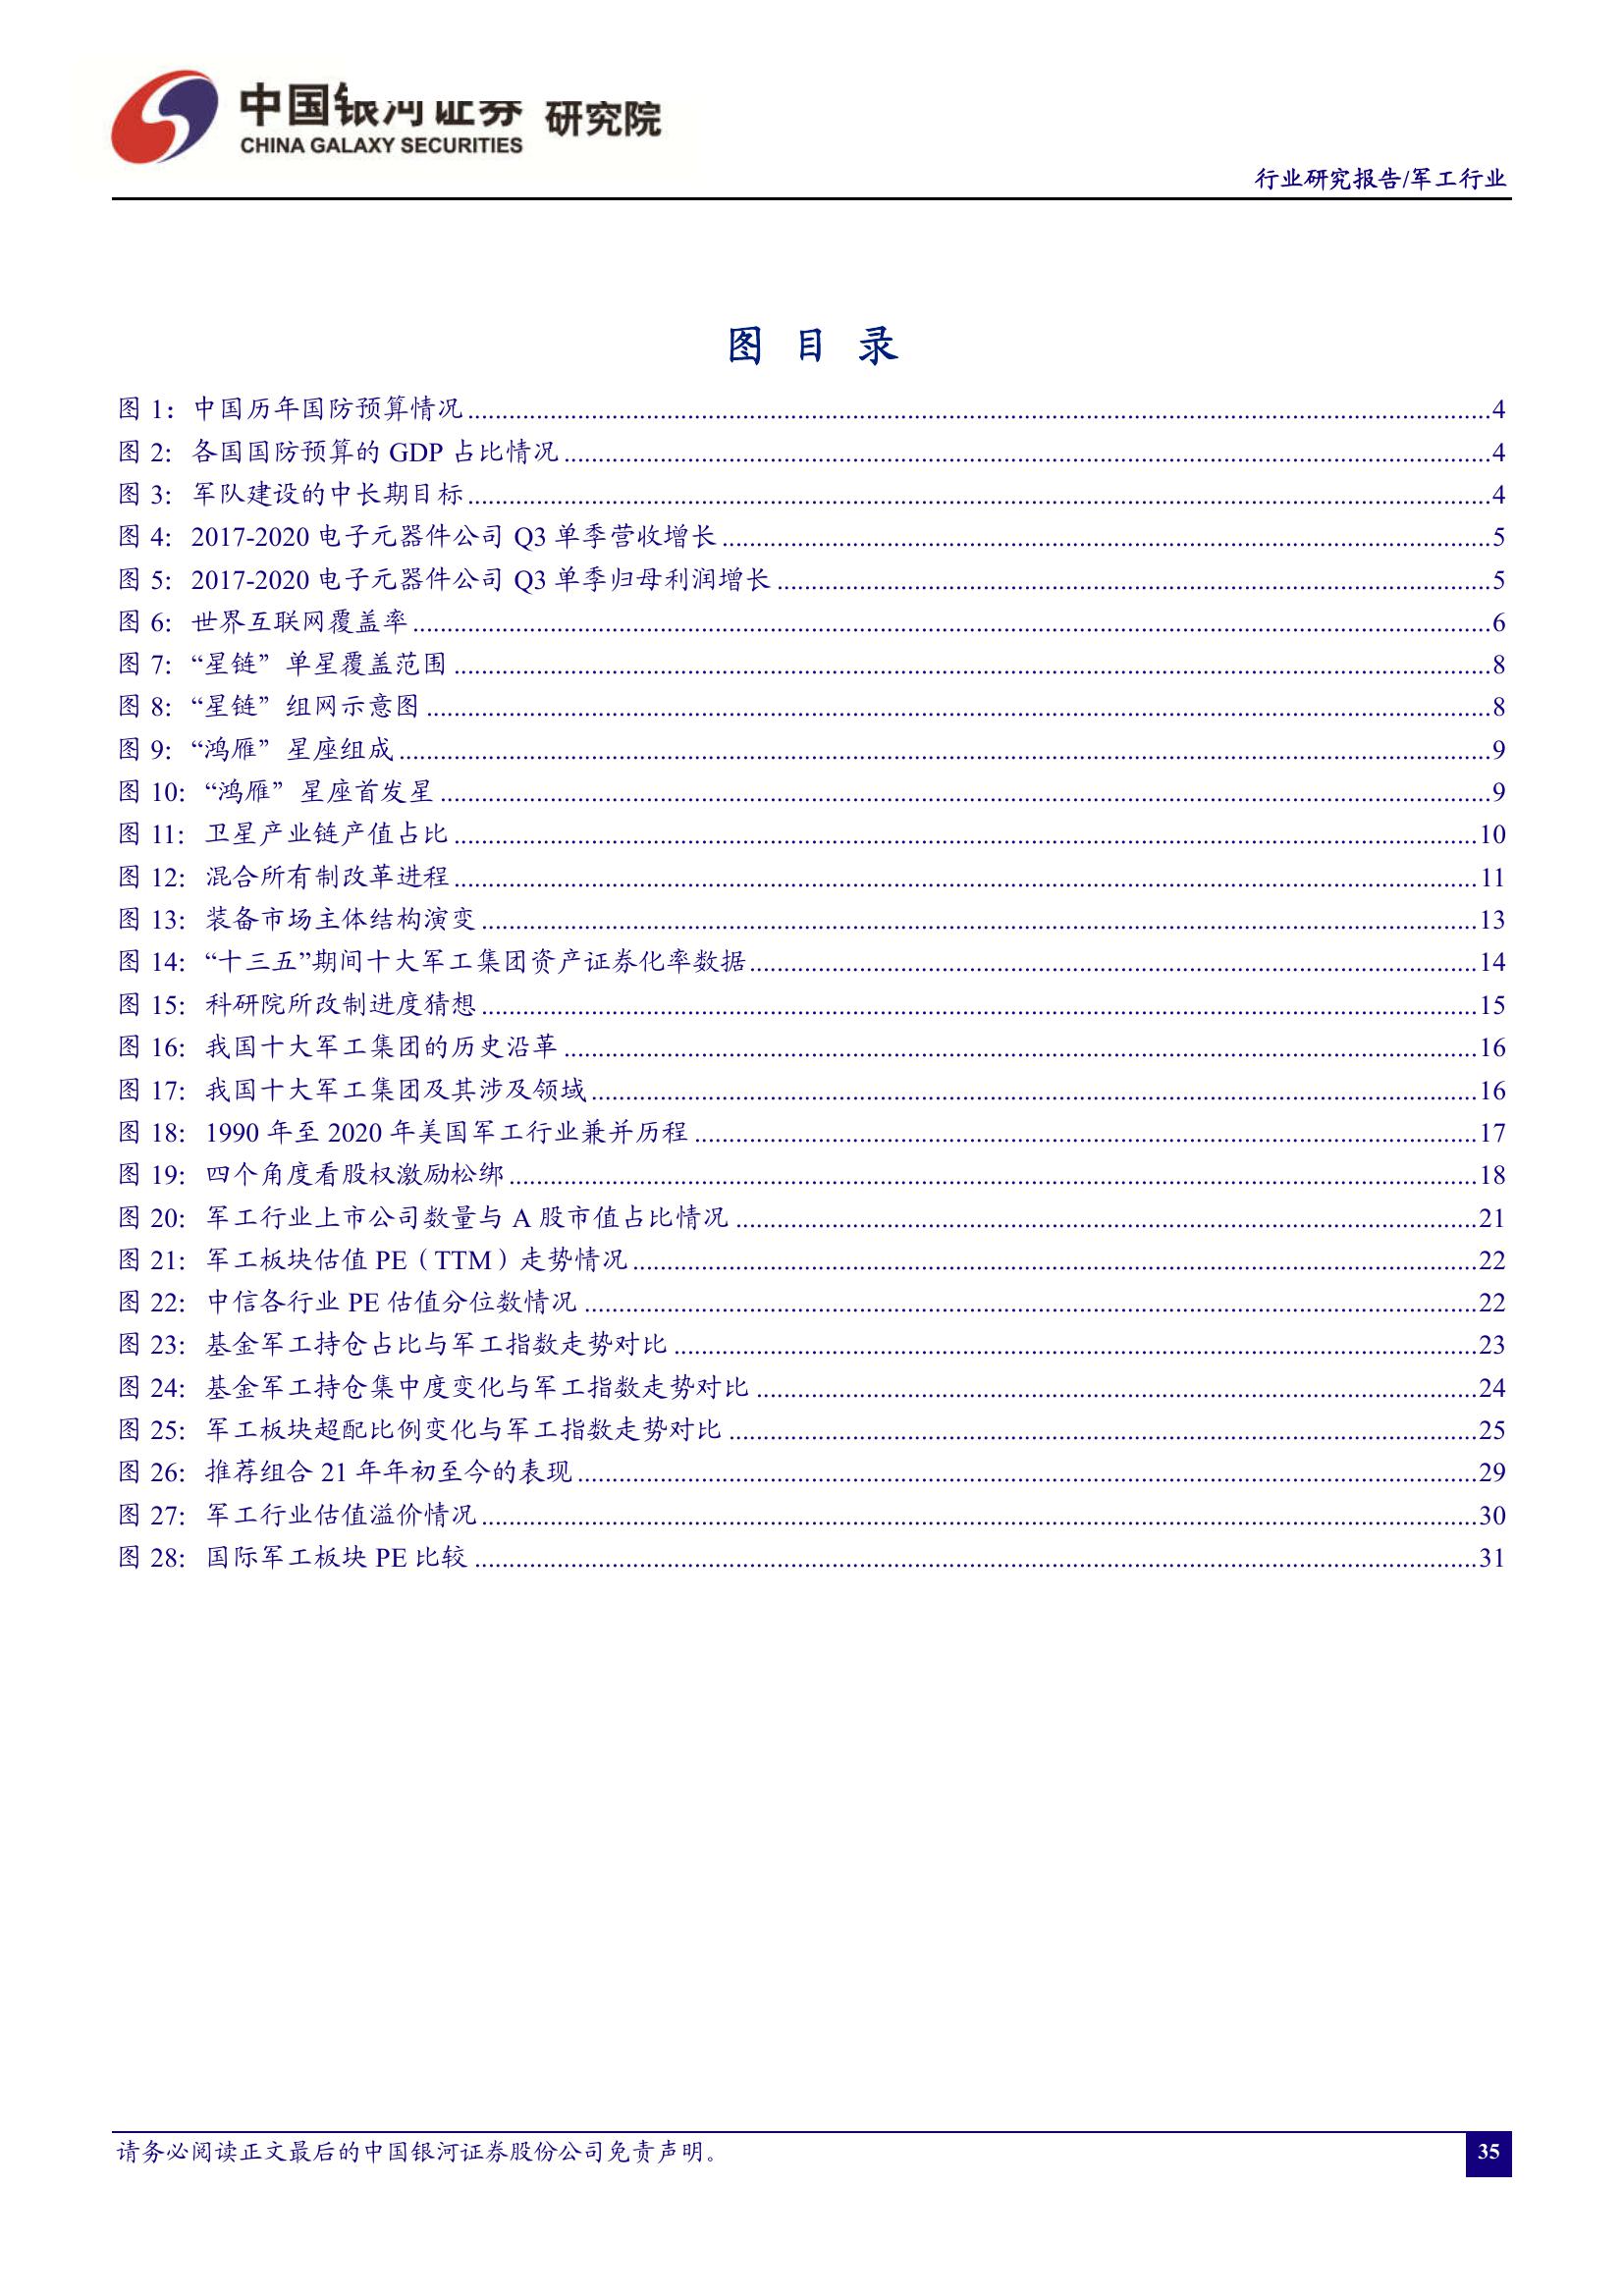 中国银河证券 研究院
CHINA GALAXY SECURITIES
行业研究报告/军工行业
图 目 录
图 1：中国历年国防预算情况........4
图 2：各国国防预算的 GDP 占比情况........4
图 3：军队建设的中长期目标........4
图 4：2017-2020 电子元器件公司 Q3 单季营收增长........5
图 5：2017-2020 电子元器件公司 Q3 单季归母利润增长........5
图 6：世界互联网覆盖率........6
图 7：“星链”单星覆盖范围........8
图 8：“星链”组网示意图........8
图 9：“鸿雁”星座组成........9
图 10：“鸿雁”星座首发星........9
图 11：卫星产业链产值占比........10
图 12：混合所有制改革进程........11
图 13：装备市场主体结构演变........13
图 14：“十三五”期间十大军工集团资产证券化率数据........14
图 15：科研院所改制进度猜想........15
图 16：我国十大军工集团的历史沿革........16
图 17：我国十大军工集团及其涉及领域........16
图 18：1990 年至 2020 年美国军工行业兼并历程........17
图 19：四个角度看股权激励松绑........18
图 20：军工行业上市公司数量与 A 股市值占比情况........21
图 21：军工板块估值 PE（TTM）走势情况........22
图 22：中信各行业 PE 估值分位数情况........22
图 23：基金军工持仓占比与军工指数走势对比........23
图 24：基金军工持仓集中度变化与军工指数走势对比........24
图 25：军工板块超配比例变化与军工指数走势对比........25
图 26：推荐组合 21 年年初至今的表现........29
图 27：军工行业估值溢价情况........30
图 28：国际军工板块 PE 比较........31
请务必阅读正文最后的中国银河证券股份公司免责声明。
35